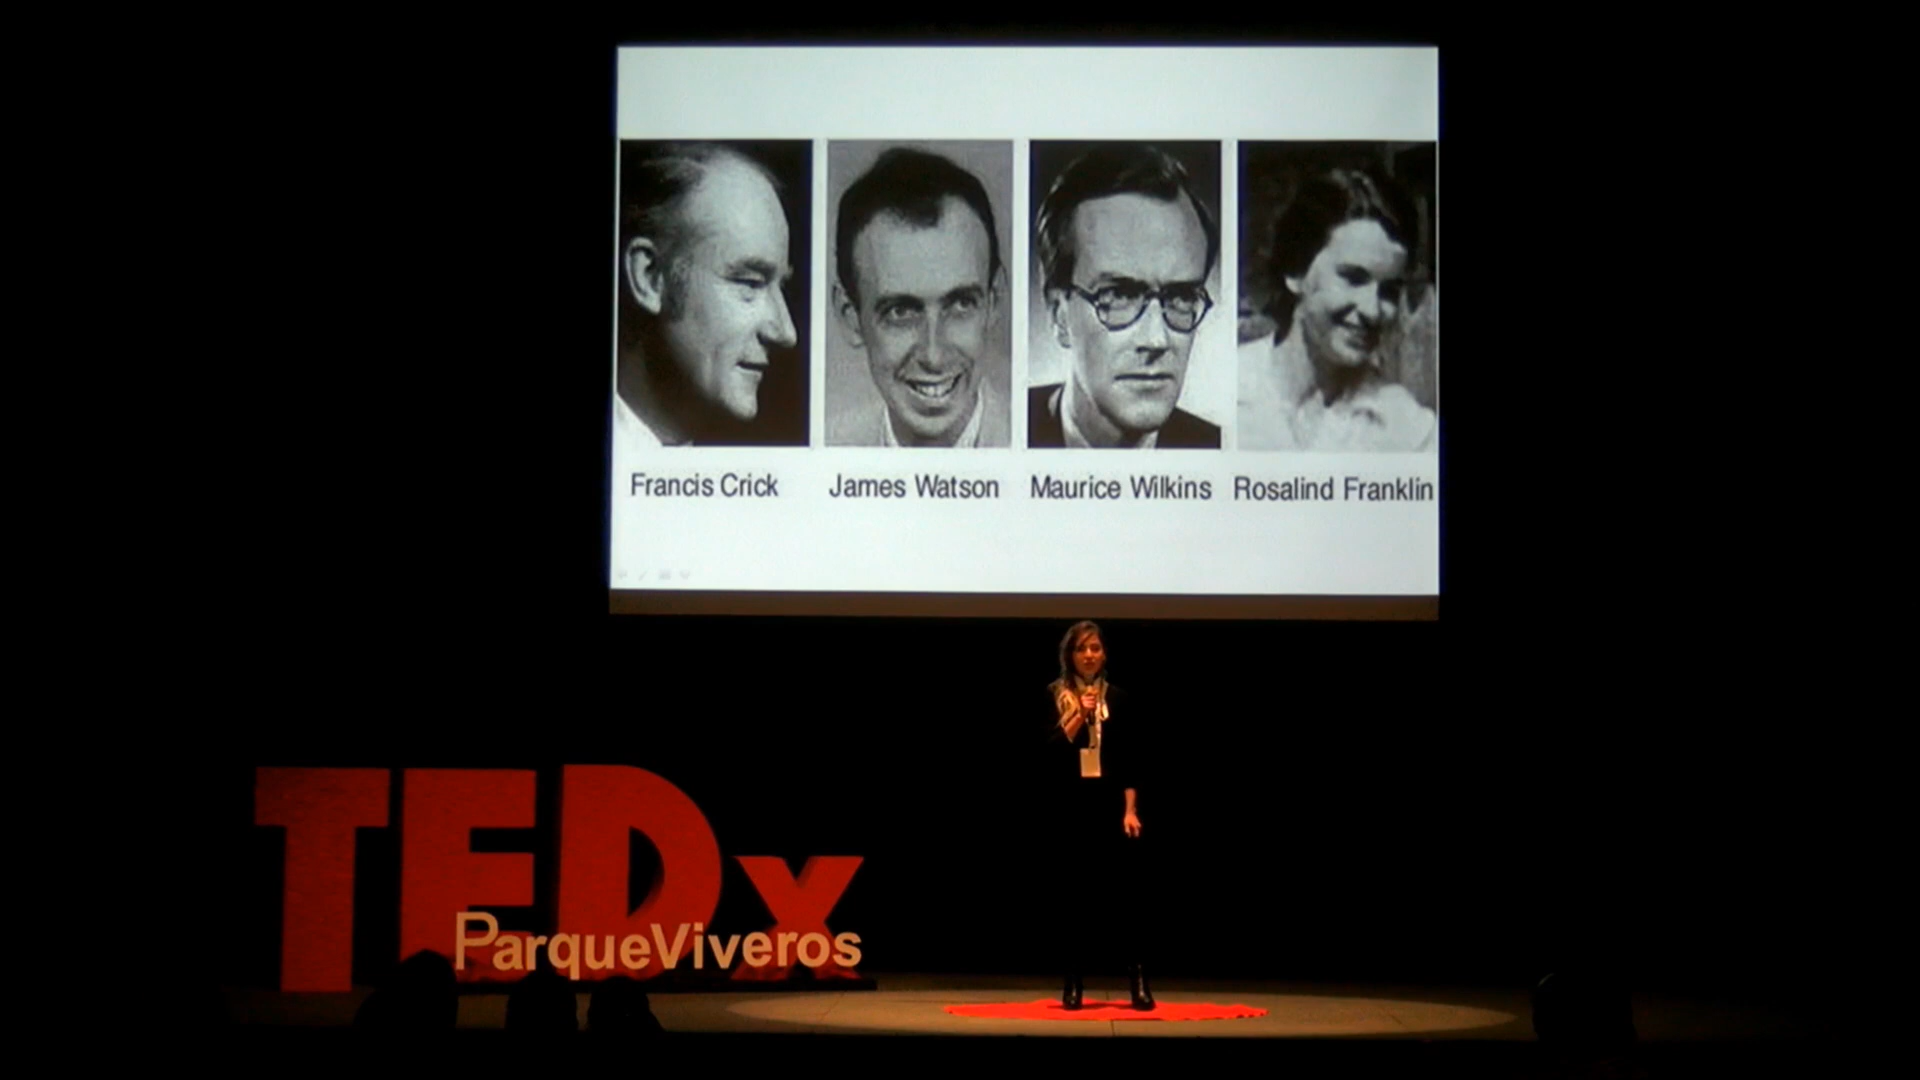 Francis Crick
James Watson
Maurice Wilkins
Rosalind Franklin
TEDx
ParqueViveros